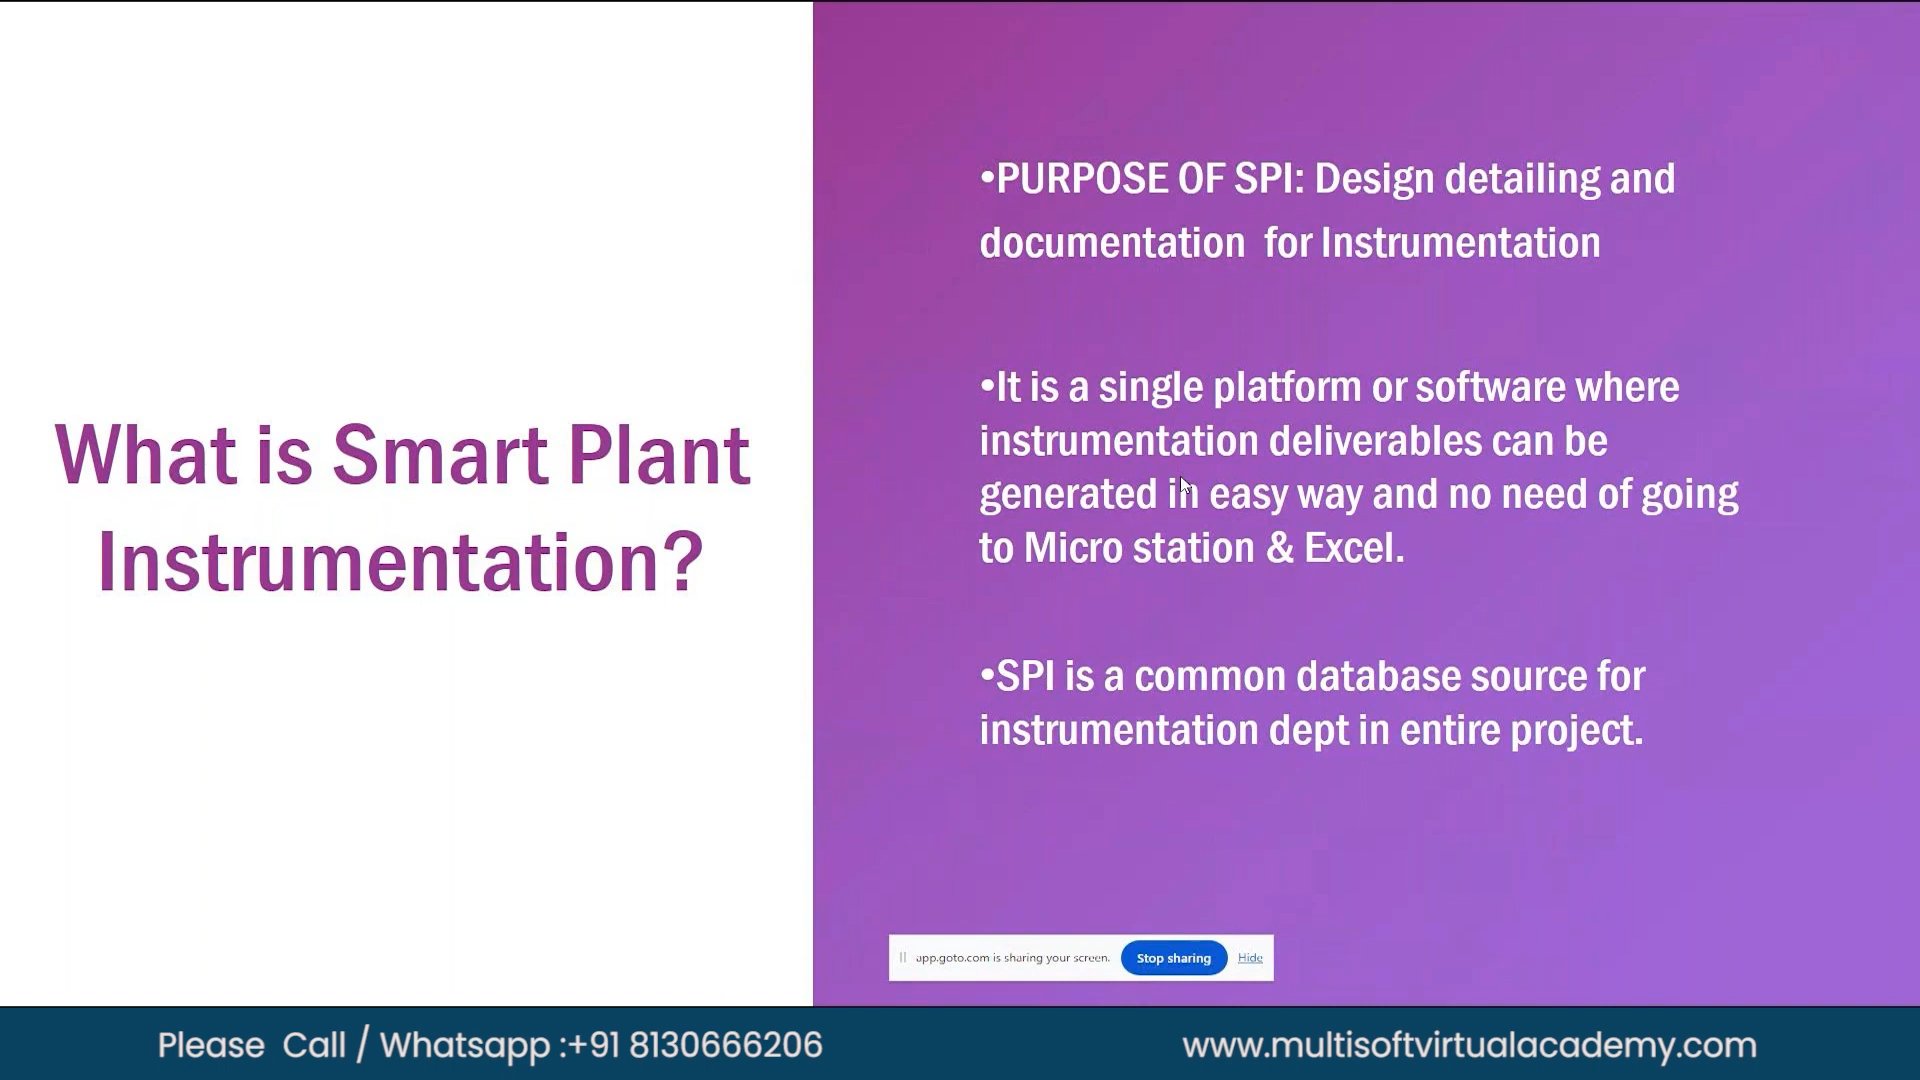 What is Smart Plant
Instrumentation?
•PURPOSE OF SPI: Design detailing and
documentation  for Instrumentation
•It is a single platform or software where
instrumentation deliverables can be
generated in easy way and no need of going
to Micro station & Excel.
•SPI is a common database source for
instrumentation dept in entire project.
app.goto.com is sharing your screen. Stop sharing Hide
Please  Call / Whatsapp :+91 8130666206
www.multisoftvirtualacademy.com